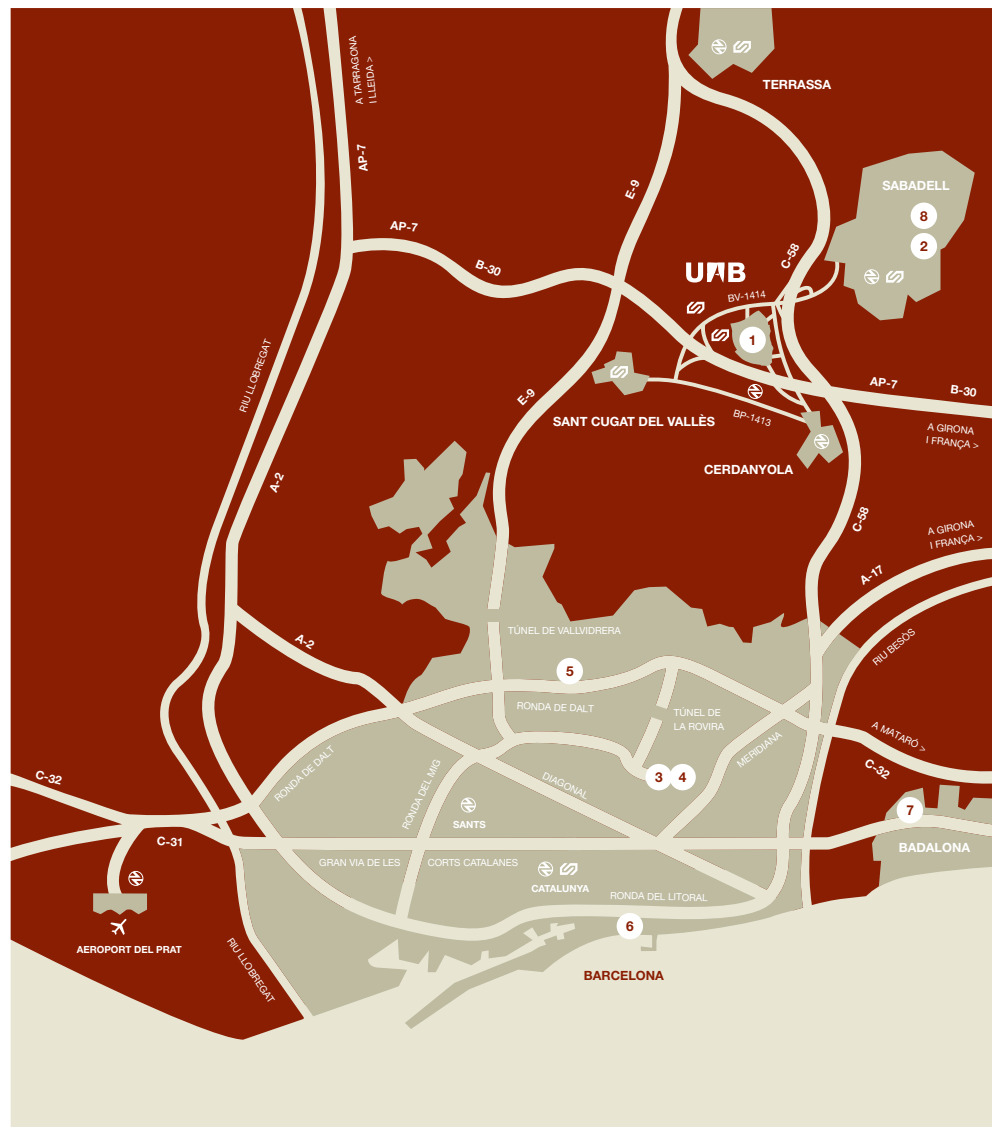 TERRASSA
A TARRAGONA
I LLEIDA >
AP-7
SABADELL
8
2
E-9
AP-7
C-58
B-30
UAB
BV-1414
1
RIU LLOBREGAT
AP-7
B-30
E-9
SANT CUGAT DEL VALLÈS
BP-1413
A GIRONA
I FRANÇA >
CERDANYOLA
A-2
C-58
A GIRONA
I FRANÇA >
A-17
TÚNEL DE VALLVIDRERA
A-2
RIU BESÒS
5
RONDA DE DALT
TÚNEL DE
LA ROVIRA
A MATARÓ >
MERIDIANA
C-32
RONDA DE DALT
C-32
3
4
DIAGONAL
RONDA DEL MIG
7
SANTS
C-31
BADALONA
GRAN VIA DE LES
CORTS CATALANES
CATALUNYA
RONDA DEL LITORAL
6
AEROPORT DEL PRAT
RIU LLOBREGAT
BARCELONA